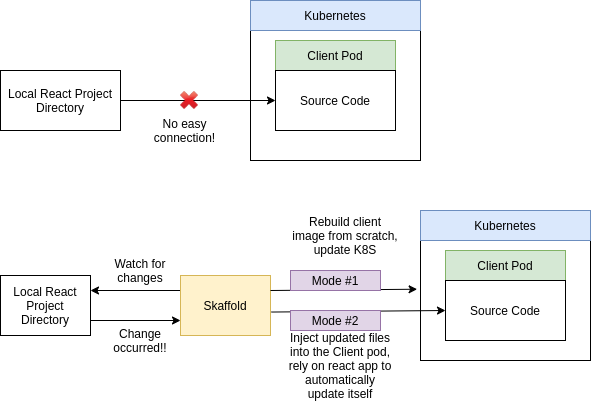 Kubernetes
Client Pod
Local React Project
Directory
Source Code
No easy
connection!
Rebuild client
image from scratch,
update K8S
Kubernetes
Watch for
changes
Client Pod
Mode #1
Local React
Project
Directory
Skaffold
Source Code
Mode #2
Change
occurred!!
Inject updated files
into the Client pod,
rely on react app to
automatically
update itself